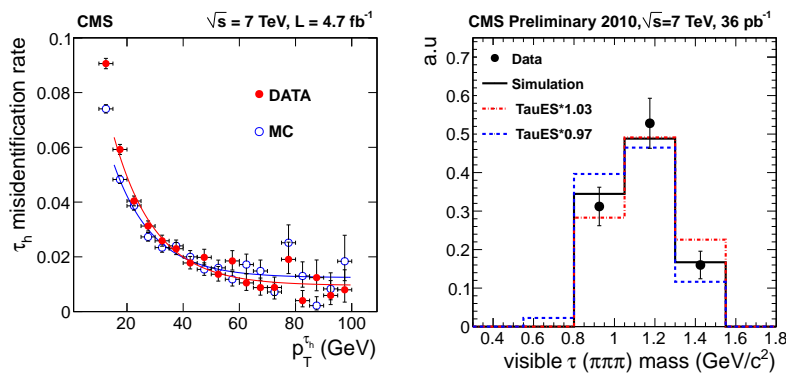 CMS
√s = 7 TeV, L = 4.7 fb⁻¹
τh misidentification rate
0.1
0.08
0.06
0.04
0.02
0
DATA
MC
20 40 60 80 100
pTτh (GeV)
CMS Preliminary 2010,√s=7 TeV, 36 pb⁻¹
a.u
0.7
0.6
0.5
0.4
0.3
0.2
0.1
0
Data
Simulation
TauES*1.03
TauES*0.97
0.4 0.6 0.8 1 1.2 1.4 1.6 1.8
visible τ (πππ) mass (GeV/c²)